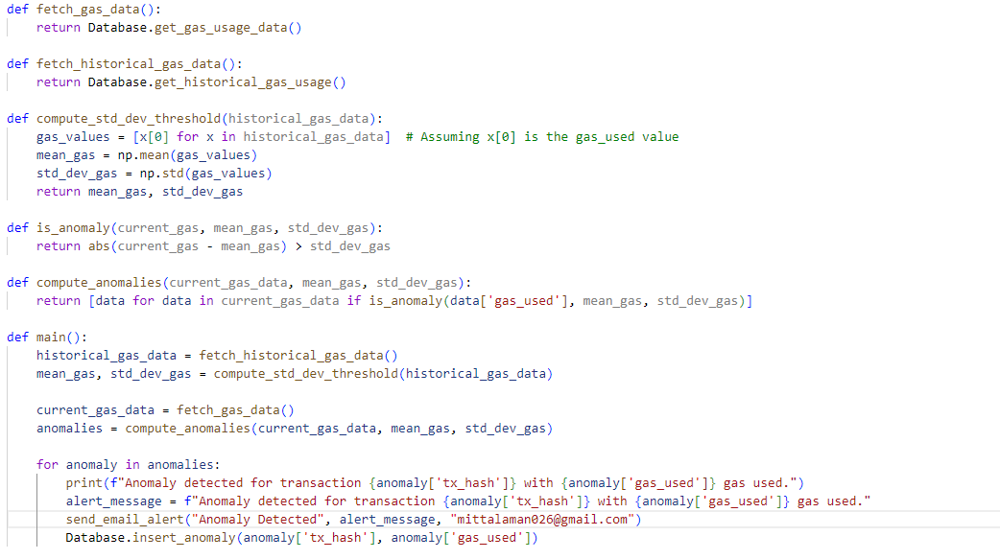 def fetch_gas_data():
    return Database.get_gas_usage_data()

def fetch_historical_gas_data():
    return Database.get_historical_gas_usage()

def compute_std_dev_threshold(historical_gas_data):
    gas_values = [x[0] for x in historical_gas_data]  # Assuming x[0] is the gas_used value
    mean_gas = np.mean(gas_values)
    std_dev_gas = np.std(gas_values)
    return mean_gas, std_dev_gas

def is_anomaly(current_gas, mean_gas, std_dev_gas):
    return abs(current_gas - mean_gas) > std_dev_gas

def compute_anomalies(current_gas_data, mean_gas, std_dev_gas):
    return [data for data in current_gas_data if is_anomaly(data['gas_used'], mean_gas, std_dev_gas)]

def main():
    historical_gas_data = fetch_historical_gas_data()
    mean_gas, std_dev_gas = compute_std_dev_threshold(historical_gas_data)

    current_gas_data = fetch_gas_data()
    anomalies = compute_anomalies(current_gas_data, mean_gas, std_dev_gas)

    for anomaly in anomalies:
        print(f"Anomaly detected for transaction {anomaly['tx_hash']} with {anomaly['gas_used']} gas used.")
        alert_message = f"Anomaly detected for transaction {anomaly['tx_hash']} with {anomaly['gas_used']} gas used."
        send_email_alert("Anomaly Detected", alert_message, "mittalaman026@gmail.com")
        Database.insert_anomaly(anomaly['tx_hash'], anomaly['gas_used'])